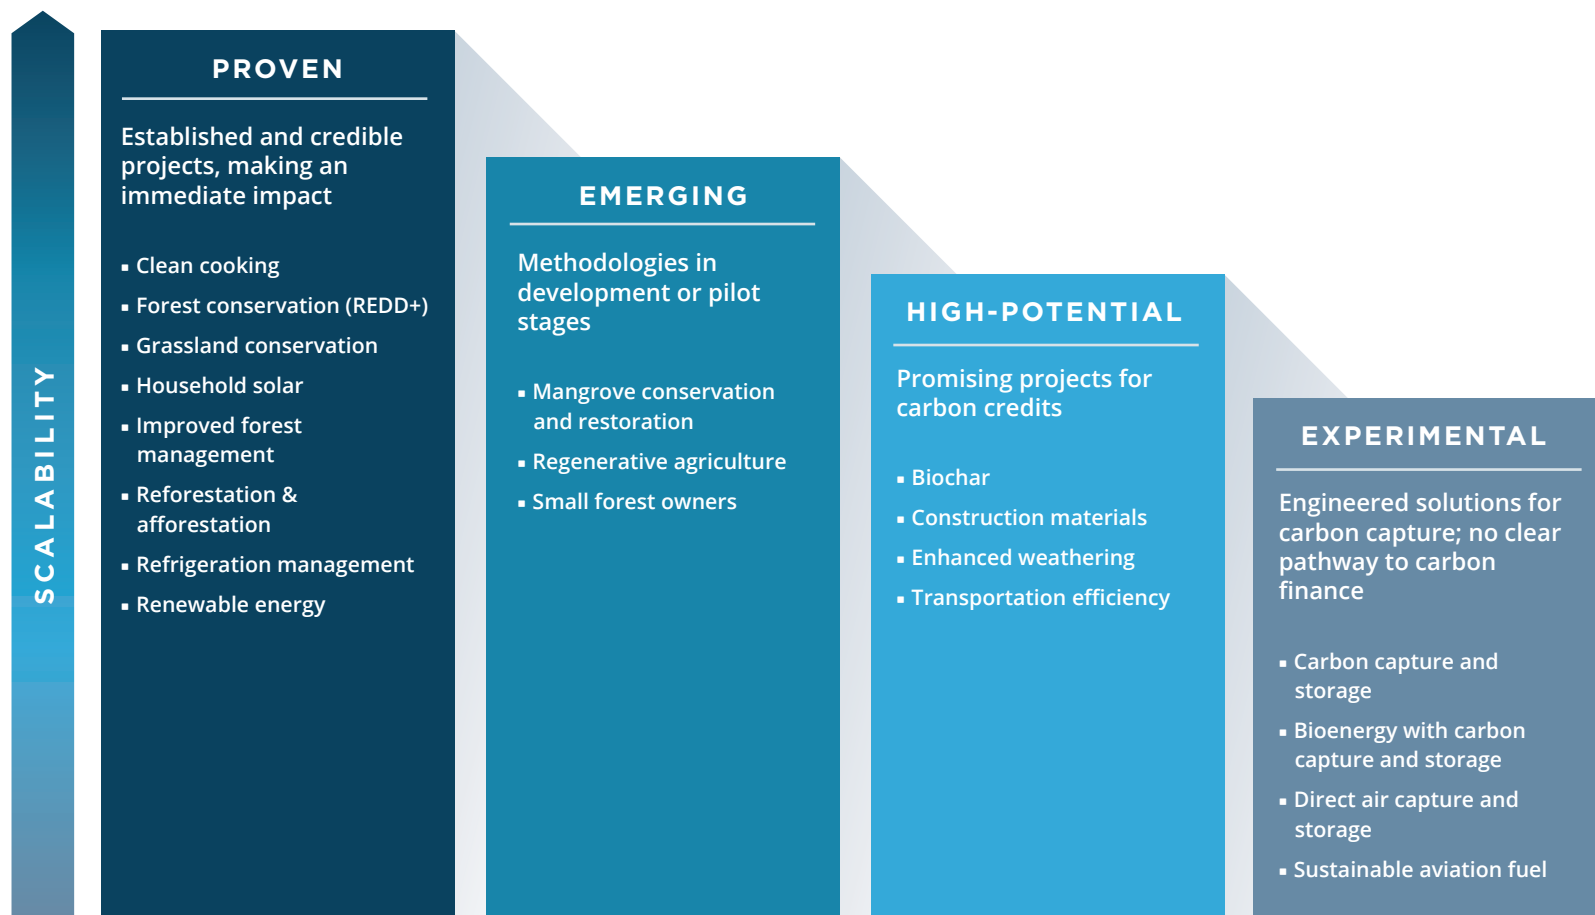 SCALABILITY
PROVEN
Established and credible
projects, making an
immediate impact
▪ Clean cooking
▪ Forest conservation (REDD+)
▪ Grassland conservation
▪ Household solar
▪ Improved forest
management
▪ Reforestation &
afforestation
▪ Refrigeration management
▪ Renewable energy
EMERGING
Methodologies in
development or pilot
stages
▪ Mangrove conservation
and restoration
▪ Regenerative agriculture
▪ Small forest owners
HIGH-POTENTIAL
Promising projects for
carbon credits
▪ Biochar
▪ Construction materials
▪ Enhanced weathering
▪ Transportation efficiency
EXPERIMENTAL
Engineered solutions for
carbon capture; no clear
pathway to carbon
finance
▪ Carbon capture and
storage
▪ Bioenergy with carbon
capture and storage
▪ Direct air capture and
storage
▪ Sustainable aviation fuel